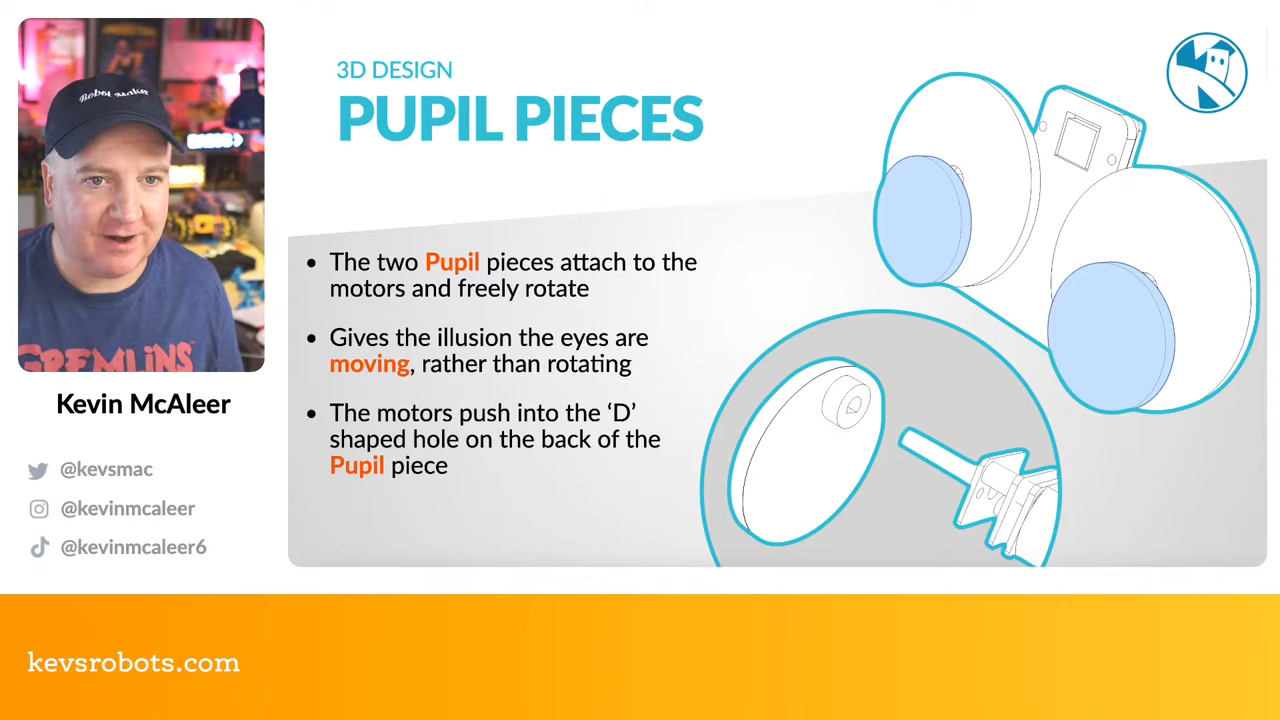 Robot Maker
GREMLINS
Kevin McAleer
@kevsmac
@kevinmcaleer
@kevinmcaleer6
3D DESIGN
PUPIL PIECES
• The two Pupil pieces attach to the
motors and freely rotate
• Gives the illusion the eyes are
moving, rather than rotating
• The motors push into the ‘D’
shaped hole on the back of the
Pupil piece
kevsrobots.com